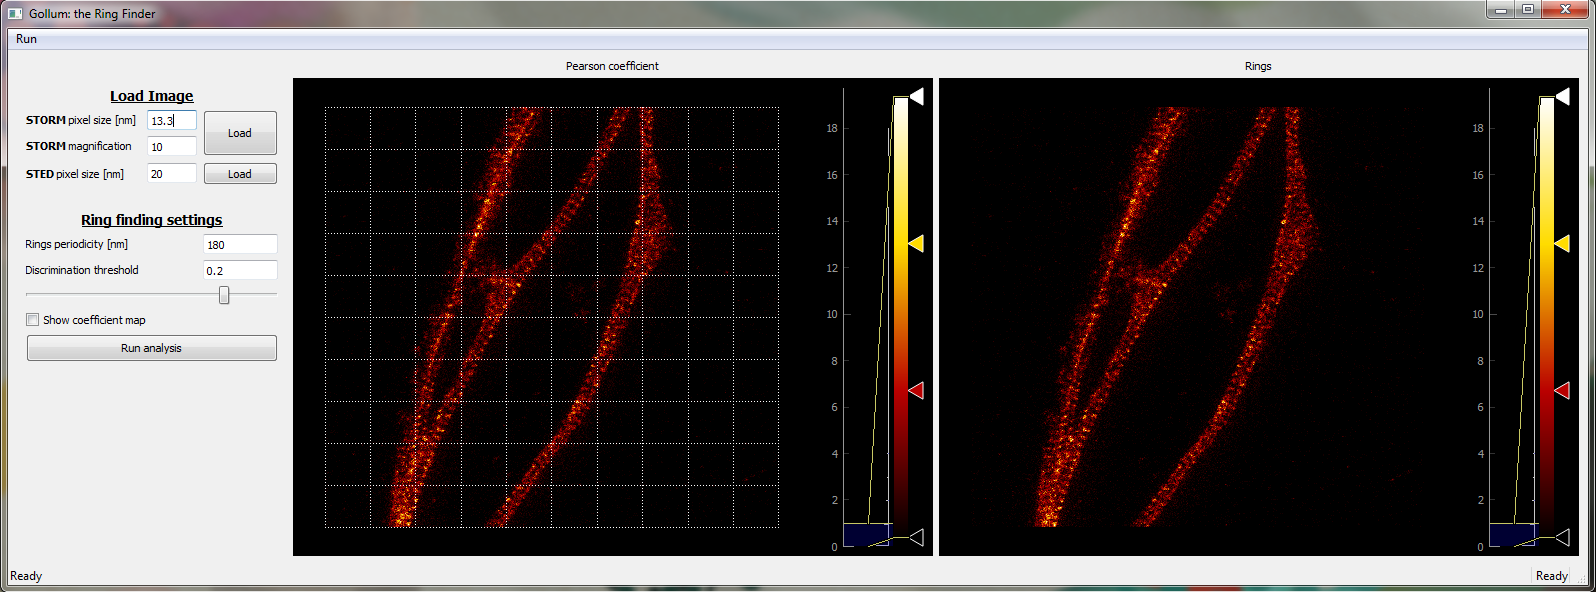 Gollum: the Ring Finder
Run
Load Image
STORM pixel size [nm] 13.3
Load
STORM magnification 10
STED pixel size [nm] 20 Load
Ring finding settings
Rings periodicity [nm] 180
Discrimination threshold 0.2
Show coefficient map
Run analysis
Pearson coefficient
18
16
14
12
10
8
6
4
2
0
Rings
18
16
14
12
10
8
6
4
2
0
Ready
Ready